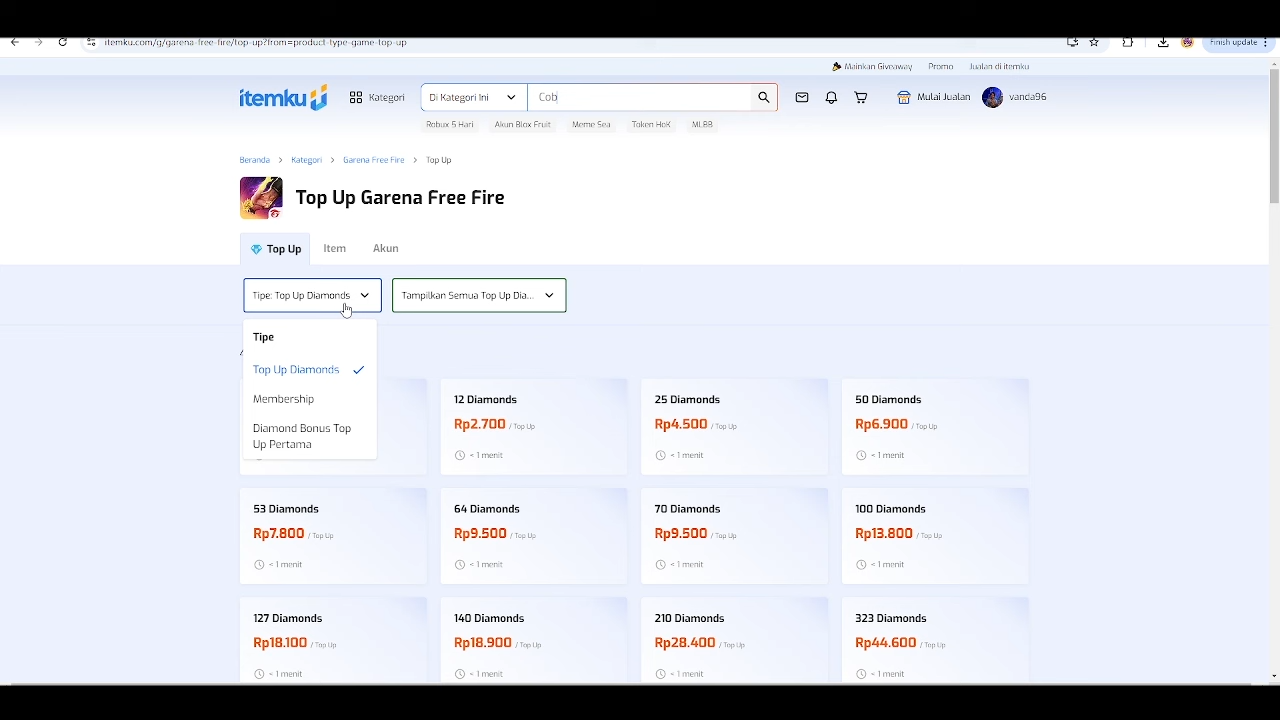 itemku.com/g/garena-free-fire/top-up?from=product-type-game-top-up
Finish update
Mainkan Giveaway
Promo
Jualan di itemku
itemku
Kategori
Di Kategori Ini
Cob
Mulai Jualan
vanda96
Robux 5 Hari
Akun Blox Fruit
Meme Sea
Token HoK
MLBB
Beranda > Kategori > Garena Free Fire > Top Up
Top Up Garena Free Fire
Top Up
Item
Akun
Tipe: Top Up Diamonds
Tampilkan Semua Top Up Dia...
Tipe
Top Up Diamonds
Membership
Diamond Bonus Top
Up Pertama
12 Diamonds
Rp2.700 / Top Up
< 1 menit
25 Diamonds
Rp4.500 / Top Up
< 1 menit
50 Diamonds
Rp6.900 / Top Up
< 1 menit
53 Diamonds
Rp7.800 / Top Up
< 1 menit
64 Diamonds
Rp9.500 / Top Up
< 1 menit
70 Diamonds
Rp9.500 / Top Up
< 1 menit
100 Diamonds
Rp13.800 / Top Up
< 1 menit
127 Diamonds
Rp18.100 / Top Up
< 1 menit
140 Diamonds
Rp18.900 / Top Up
< 1 menit
210 Diamonds
Rp28.400 / Top Up
< 1 menit
323 Diamonds
Rp44.600 / Top Up
< 1 menit